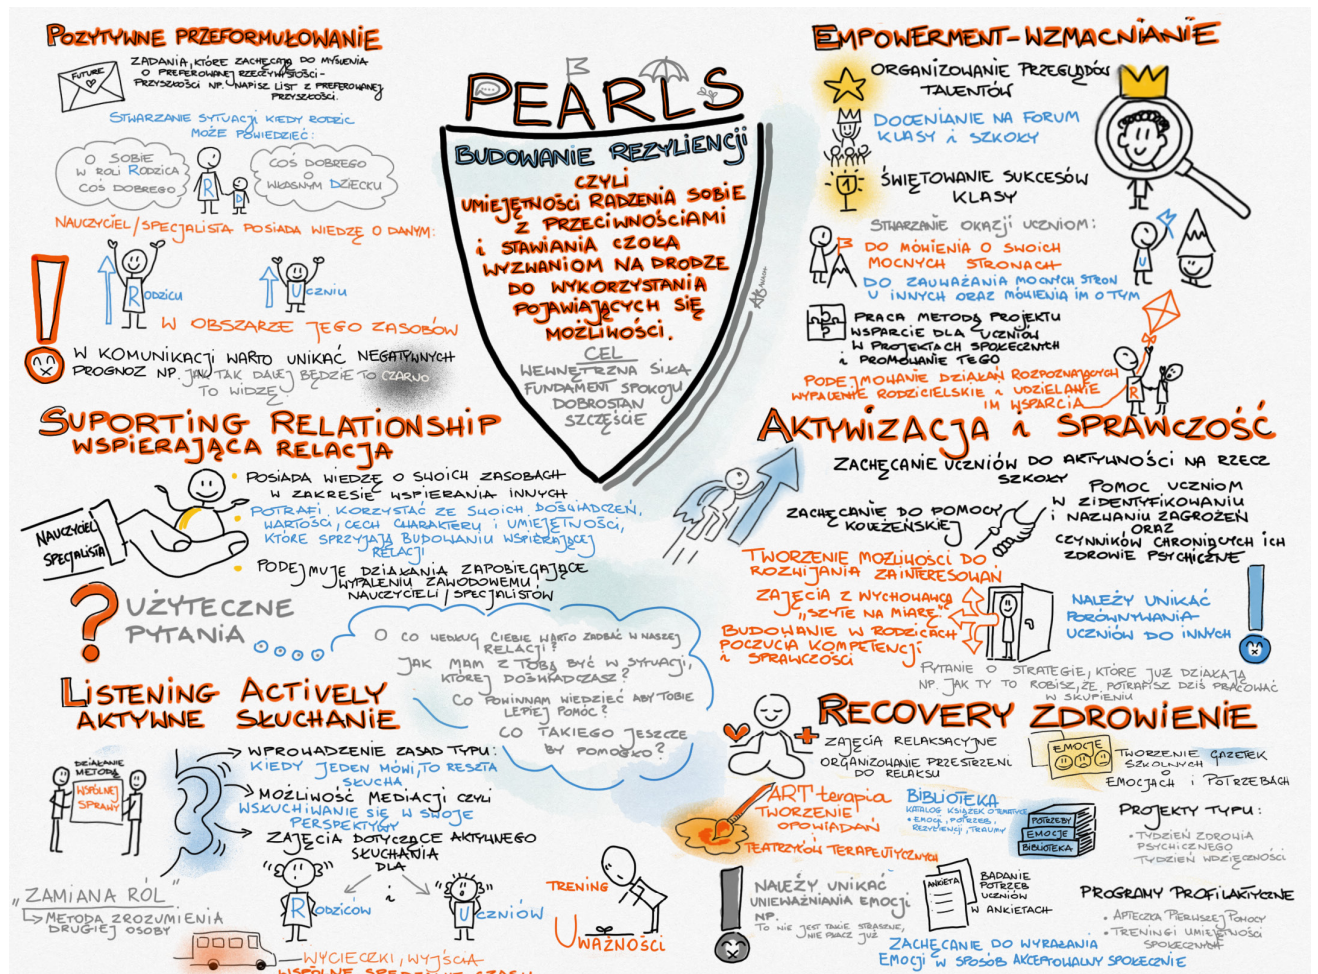 POZYTYWNE PRZEFORMUŁOWANIE
FUTURE
ZADANIA, KTÓRE ZACHĘCAJĄ DO MYŚLENIA
O PREFEROWANEJ RZECZYWISTOŚCI-
PRZYSZŁOŚCI NP. NAPISZ LIST Z PREFEROWANEJ
PRZYSZŁOŚCI.
STWARZANIE SYTUACJI KIEDY RODZIC
MOŻE POWIEDZIEĆ:
O SOBIE
W ROLI RODZICA
COŚ DOBREGO
R
D
COŚ DOBREGO
O
WŁASNYM DZIECKU
NAUCZYCIEL/SPECJALISTA POSIADA WIEDZĘ O DANYM:
RODZICU
UCZNIU
W OBSZARZE JEGO ZASOBÓW
W KOMUNIKACJI WARTO UNIKAĆ NEGATYWNYCH
PROGNOZ NP. JAK TAK DALEJ BĘDZIE TO CZARNO
TO WIDZĘ.
PEARLS
BUDOWANIE REZYLIENCJI
CZYLI
UMIEJĘTNOŚCI RADZENIA SOBIE
Z PRZECIWNOŚCIAMI
i STAWIANIA CZOŁA
WYZWANIOM NA DRODZE
DO WYKORZYSTANIA
POJAWIAJĄCYCH SIĘ
MOŻLIWOŚCI.
CEL
WEWNĘTRZNA SIŁA
FUNDAMENT SPOKOJU
DOBROSTAN
SZCZĘŚCIE
EMPOWERMENT-WZMACNIANIE
ORGANIZOWANIE PRZEGLĄDÓW
TALENTÓW
DOCENIANIE NA FORUM
KLASY i SZKOŁY
1
ŚWIĘTOWANIE SUKCESÓW
KLASY
STWARZANIE OKAZJI UCZNIOM:
DO MÓWIENIA O SWOICH
MOCNYCH STRONACH
DO ZAUWAŻANIA MOCNYCH STRON
U INNYCH ORAZ MÓWIENIA IM O TYM
U
PRACA METODĄ PROJEKTU
WSPARCIE DLA UCZNIÓW
W PROJEKTACH SPOŁECZNYCH
i PROMOWANIE TEGO
PODEJMOWANIE DZIAŁAŃ ROZPOZNAJĄCYCH
WYPALENIE RODZICIELSKIE i UDZIELANIE
IM WSPARCIA
R
SUPORTING RELATIONSHIP
WSPIERAJĄCA RELACJA
NAUCZYCIEL
SPECJALISTA
POSIADA WIEDZĘ O SWOICH ZASOBACH
W ZAKRESIE WSPIERANIA INNYCH
POTRAFI KORZYSTAĆ ZE SWOICH DOŚWIADCZEŃ,
WARTOŚCI, CECH CHARAKTERU i UMIEJĘTNOŚCI,
KTÓRE SPRZYJAJĄ BUDOWANIU WSPIERAJĄCEJ
RELACJI
PODEJMUJE DZIAŁANIA ZAPOBIEGAJĄCE
WYPALENIU ZAWODOWEMU
NAUCZYCIELI/SPECJALISTÓW
? UŻYTECZNE
PYTANIA
O CO WEDŁUG CIEBIE WARTO ZADBAĆ W NASZEJ
RELACJI?
JAK MAM Z TOBĄ BYĆ W SYTUACJI,
KTÓREJ DOŚWIADCZASZ?
CO POWINNAM WIEDZIEĆ ABY TOBIE
LEPIEJ POMÓC?
CO TAKIEGO JESZCZE
BY POMOGŁO?
AKTYWIZACJA i SPRAWCZOŚĆ
ZACHĘCANIE UCZNIÓW DO AKTYWNOŚCI NA RZECZ
SZKOŁY
ZACHĘCANIE DO POMOCY
KOLEŻEŃSKIEJ
POMOC UCZNIOM
W ZIDENTYFIKOWANIU
i NAZWANIU ZAGROŻEŃ
ORAZ
CZYNNIKÓW CHRONIĄCYCH ICH
ZDROWIE PSYCHICZNE
TWORZENIE MOŻLIWOŚCI DO
ROZWIJANIA ZAINTERESOWAŃ
ZAJĘCIA Z WYCHOWAWCĄ
„SZYTE NA MIARĘ"
BUDOWANIE W RODZICACH
POCZUCIA KOMPETENCJI
i SPRAWCZOŚCI
NALEŻY UNIKAĆ
PORÓWNYWANIA
UCZNIÓW DO INNYCH
PYTANIE O STRATEGIE, KTÓRE JUŻ DZIAŁAJĄ
NP. JAK TY TO ROBISZ, ŻE POTRAFISZ DZIŚ PRACOWAĆ
W SKUPIENIU
LISTENING ACTIVELY
AKTYWNE SŁUCHANIE
DZIAŁANIE
METODĄ
WSPÓLNEJ
SPRAWY
WPROWADZENIE ZASAD TYPU:
KIEDY JEDEN MÓWI, TO RESZTA
SŁUCHA
MOŻLIWOŚĆ MEDIACJI CZYLI
WSŁUCHIWANIE SIĘ W SWOJE
PERSPEKTYWY
ZAJĘCIA DOTYCZĄCE AKTYWNEGO
SŁUCHANIA
DLA
RODZICÓW
i
UCZNIÓW
„ZAMIANA RÓL"
METODA ZROZUMIENIA
DRUGIEJ OSOBY
WYCIECZKI, WYJŚCIA
TRENING
UWAŻNOŚCI
RECOVERY ZDROWIENIE
ZAJĘCIA RELAKSACYJNE
ORGANIZOWANIE PRZESTRZENI
DO RELAKSU
EMOCJE
TWORZENIE GAZETEK
SZKOLNYCH
O
EMOCJACH i POTRZEBACH
ART terapia
TWORZENIE
OPOWIADAŃ
TEATRZYKÓW TERAPEUTYCZNYCH
BIBLIOTEKA
KATALOG KSIĄŻEK O TEMATYCE
• EMOCJI, POTRZEB,
REZYLIENCJI, TRAUMY
POTRZEBY
EMOCJE
BIBLIOTEKA
PROJEKTY TYPU:
• TYDZIEŃ ZDROWIA
PSYCHICZNEGO
TYDZIEŃ WDZIĘCZNOŚCI
NALEŻY UNIKAĆ
UNIEWAŻNIANIA EMOCJI
NP.
TO NIE JEST TAKIE STRASZNE,
NIE PŁACZ JUŻ
ANKIETA
BADANIE
POTRZEB
UCZNIÓW
W ANKIETACH
PROGRAMY PROFILAKTYCZNE
• APTECZKA PIERWSZEJ POMOCY
• TRENINGI UMIEJĘTNOŚCI
SPOŁECZNYCH
ZACHĘCANIE DO WYRAŻANIA
EMOCJI W SPOSÓB AKCEPTOWALNY SPOŁECZNIE